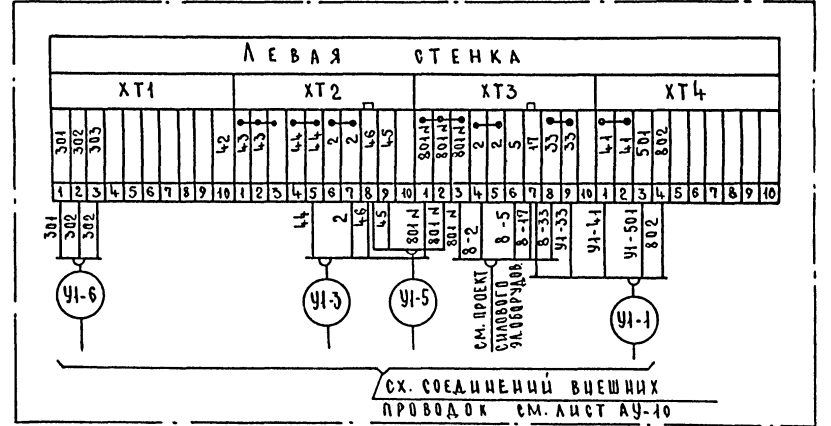 ЛЕВАЯ СТЕНКА
ХТ1 ХТ2 ХТ3 ХТ4
301 302 303 42 43 43 44 44 2 2 46 45 801N 801N 801N 2 2 5 17 33 33 41 41 501 802
1 2 3 4 5 6 7 8 9 10 1 2 3 4 5 6 7 8 9 10 1 2 3 4 5 6 7 8 9 10 1 2 3 4 5 6 7 8 9 10
301 302 302 44 2 46 45 801N 801N 801N 8-2 8-5 8-17 8-33 У1-33 У1-41 У1-501 802
У1-6 У1-3 У1-5 У1-1
СМ. ПРОЕКТ
СИЛОВОГО
ЭЛ.ОБОРУДОВ.
СХ. СОЕДИНЕНИЙ ВНЕШНИХ
ПРОВОДОК СМ. ЛИСТ АУ-10